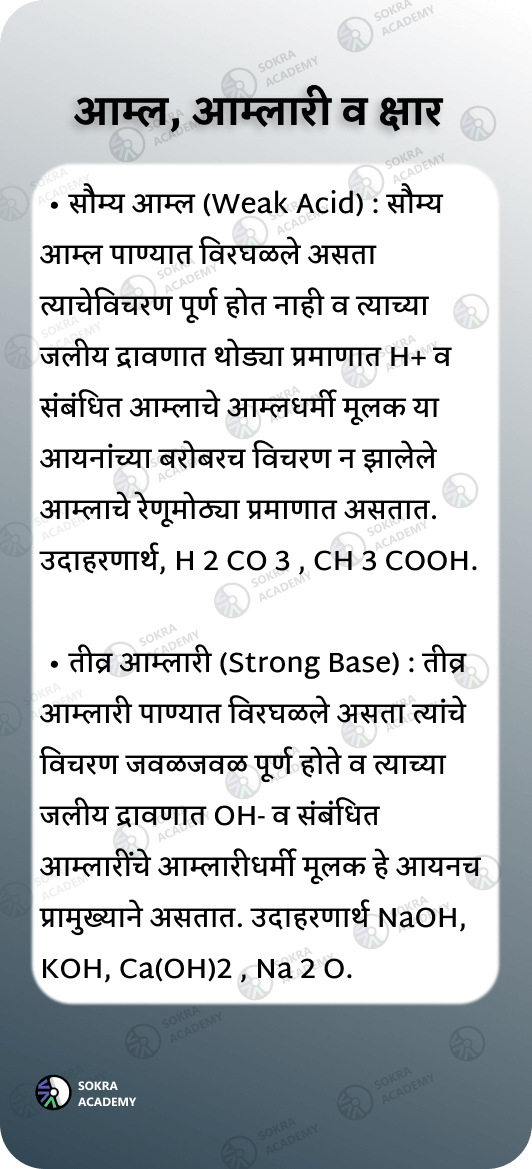 आम्ल, आम्लारी व क्षार
• सौम्य आम्ल (Weak Acid) : सौम्य
आम्ल पाण्यात विरघळले असता
त्याचेविचरण पूर्ण होत नाही व त्याच्या
जलीय द्रावणात थोड्या प्रमाणात H+ व
संबंधित आम्लाचे आम्लधर्मी मूलक या
आयनांच्या बरोबरच विचरण न झालेले
आम्लाचे रेणूमोठ्या प्रमाणात असतात.
उदाहरणार्थ, H 2 CO 3 , CH 3 COOH.
• तीव्र आम्लारी (Strong Base) : तीव्र
आम्लारी पाण्यात विरघळले असता त्यांचे
विचरण जवळजवळ पूर्ण होते व त्याच्या
जलीय द्रावणात OH- व संबंधित
आम्लारींचे आम्लारीधर्मी मूलक हे आयनच
प्रामुख्याने असतात. उदाहरणार्थ NaOH,
KOH, Ca(OH)2 , Na 2 O.
SOKRA
ACADEMY